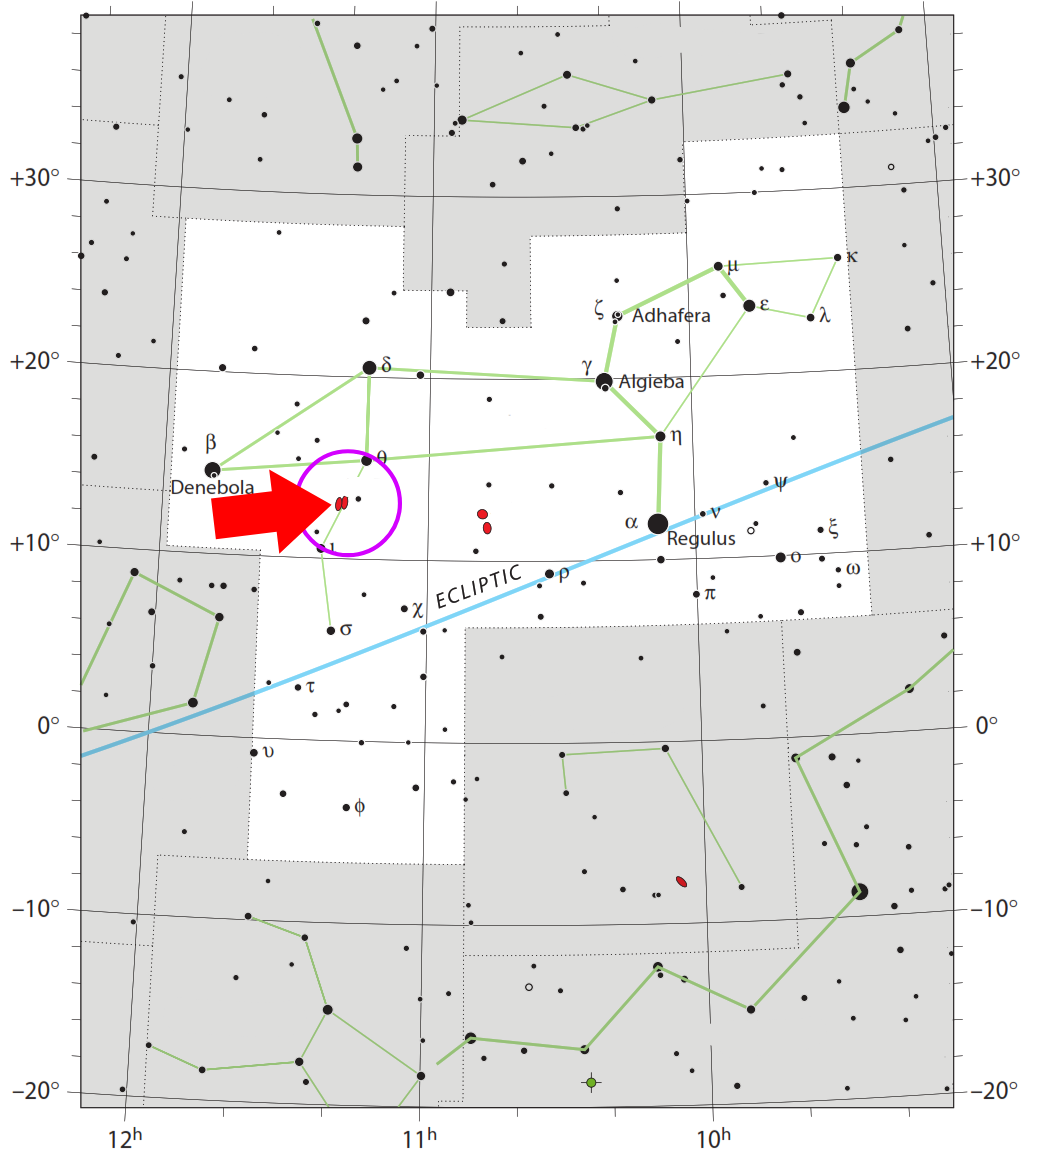 +30° +30°
μ κ
ζ Adhafera ε λ
+20° +20°
δ γ Algieba
β θ η
Denebola ψ
α ν ξ
+10° Regulus +10°
ι ο
ECLIPTIC ρ ω
χ π
σ
τ
0° 0°
υ
ϕ
–10° –10°
–20° –20°
12h 11h 10h